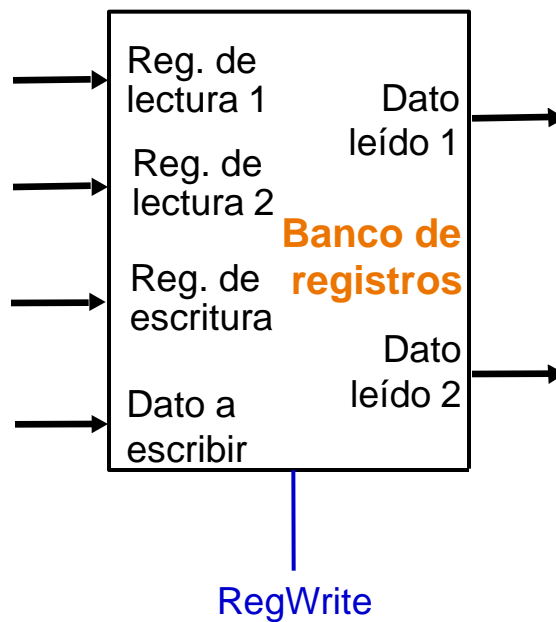 Reg. de
lectura 1
Reg. de
lectura 2
Reg. de
escritura
Dato a
escribir
Dato
leído 1
Banco de
registros
Dato
leído 2
RegWrite